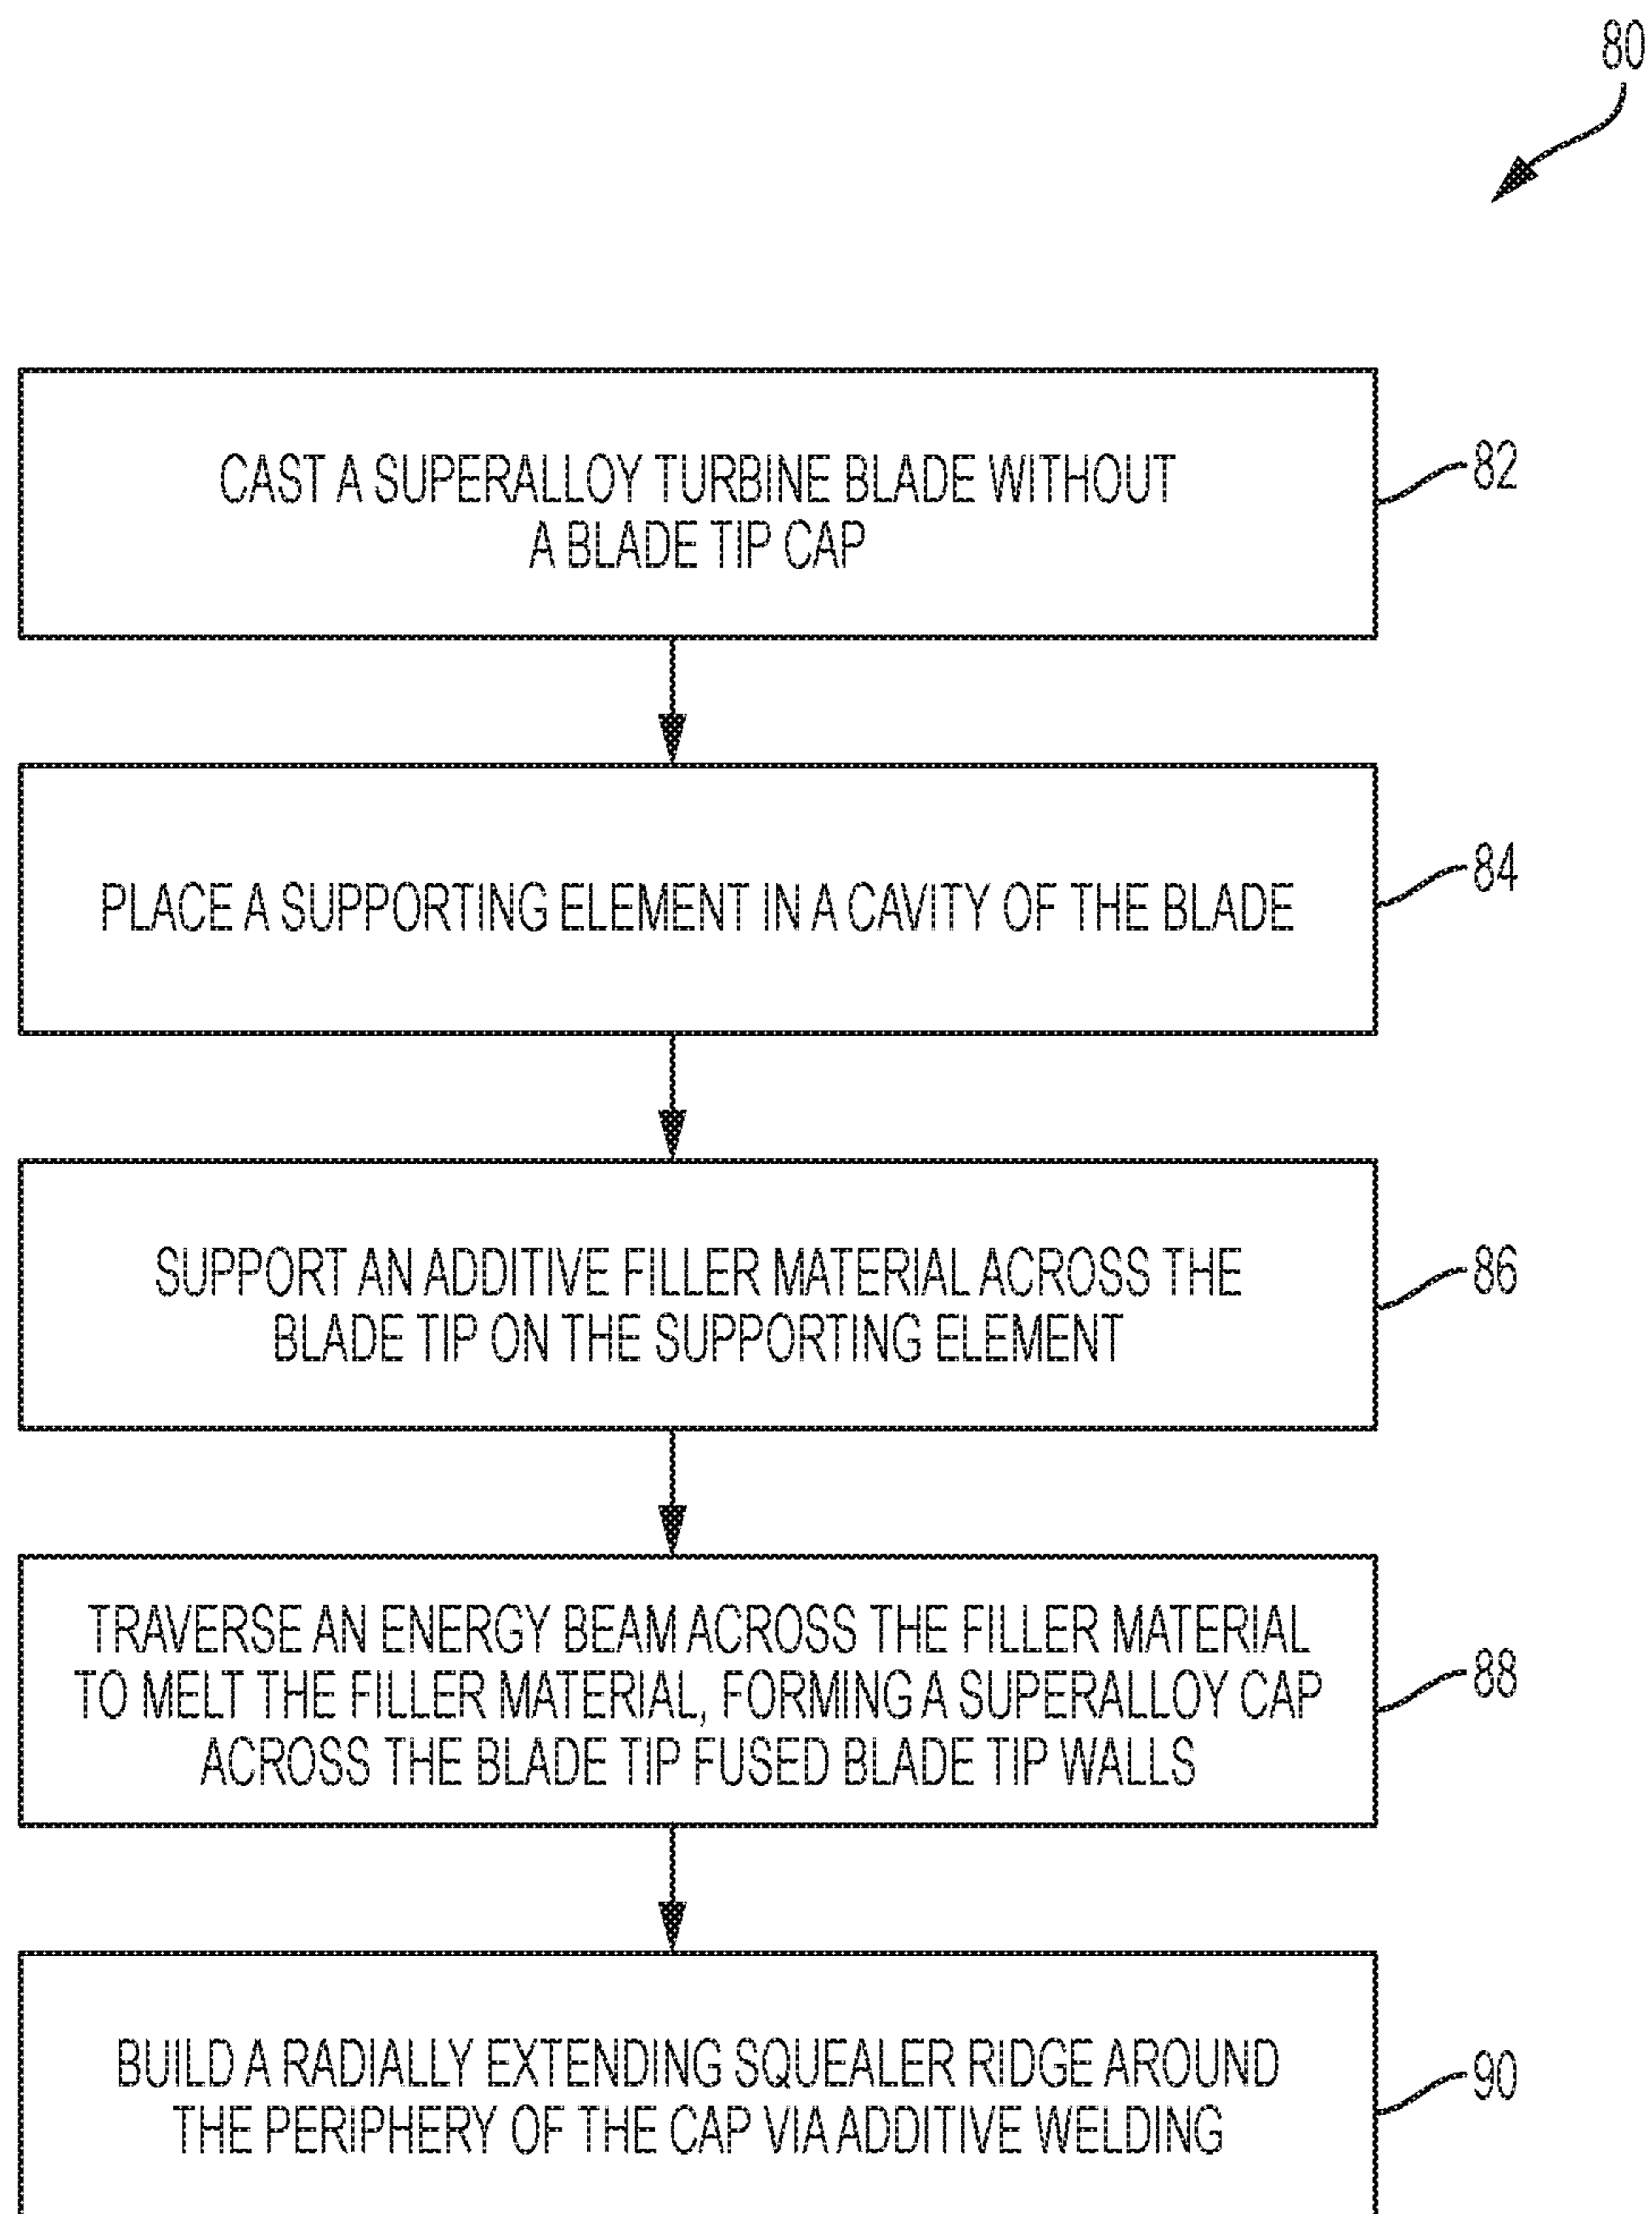 80
CAST A SUPERALLOY TURBINE BLADE WITHOUT
A BLADE TIP CAP
82
PLACE A SUPPORTING ELEMENT IN A CAVITY OF THE BLADE
84
SUPPORT AN ADDITIVE FILLER MATERIAL ACROSS THE
BLADE TIP ON THE SUPPORTING ELEMENT
86
TRAVERSE AN ENERGY BEAM ACROSS THE FILLER MATERIAL
TO MELT THE FILLER MATERIAL, FORMING A SUPERALLOY CAP
ACROSS THE BLADE TIP FUSED BLADE TIP WALLS
88
BUILD A RADIALLY EXTENDING SQUEALER RIDGE AROUND
THE PERIPHERY OF THE CAP VIA ADDITIVE WELDING
90